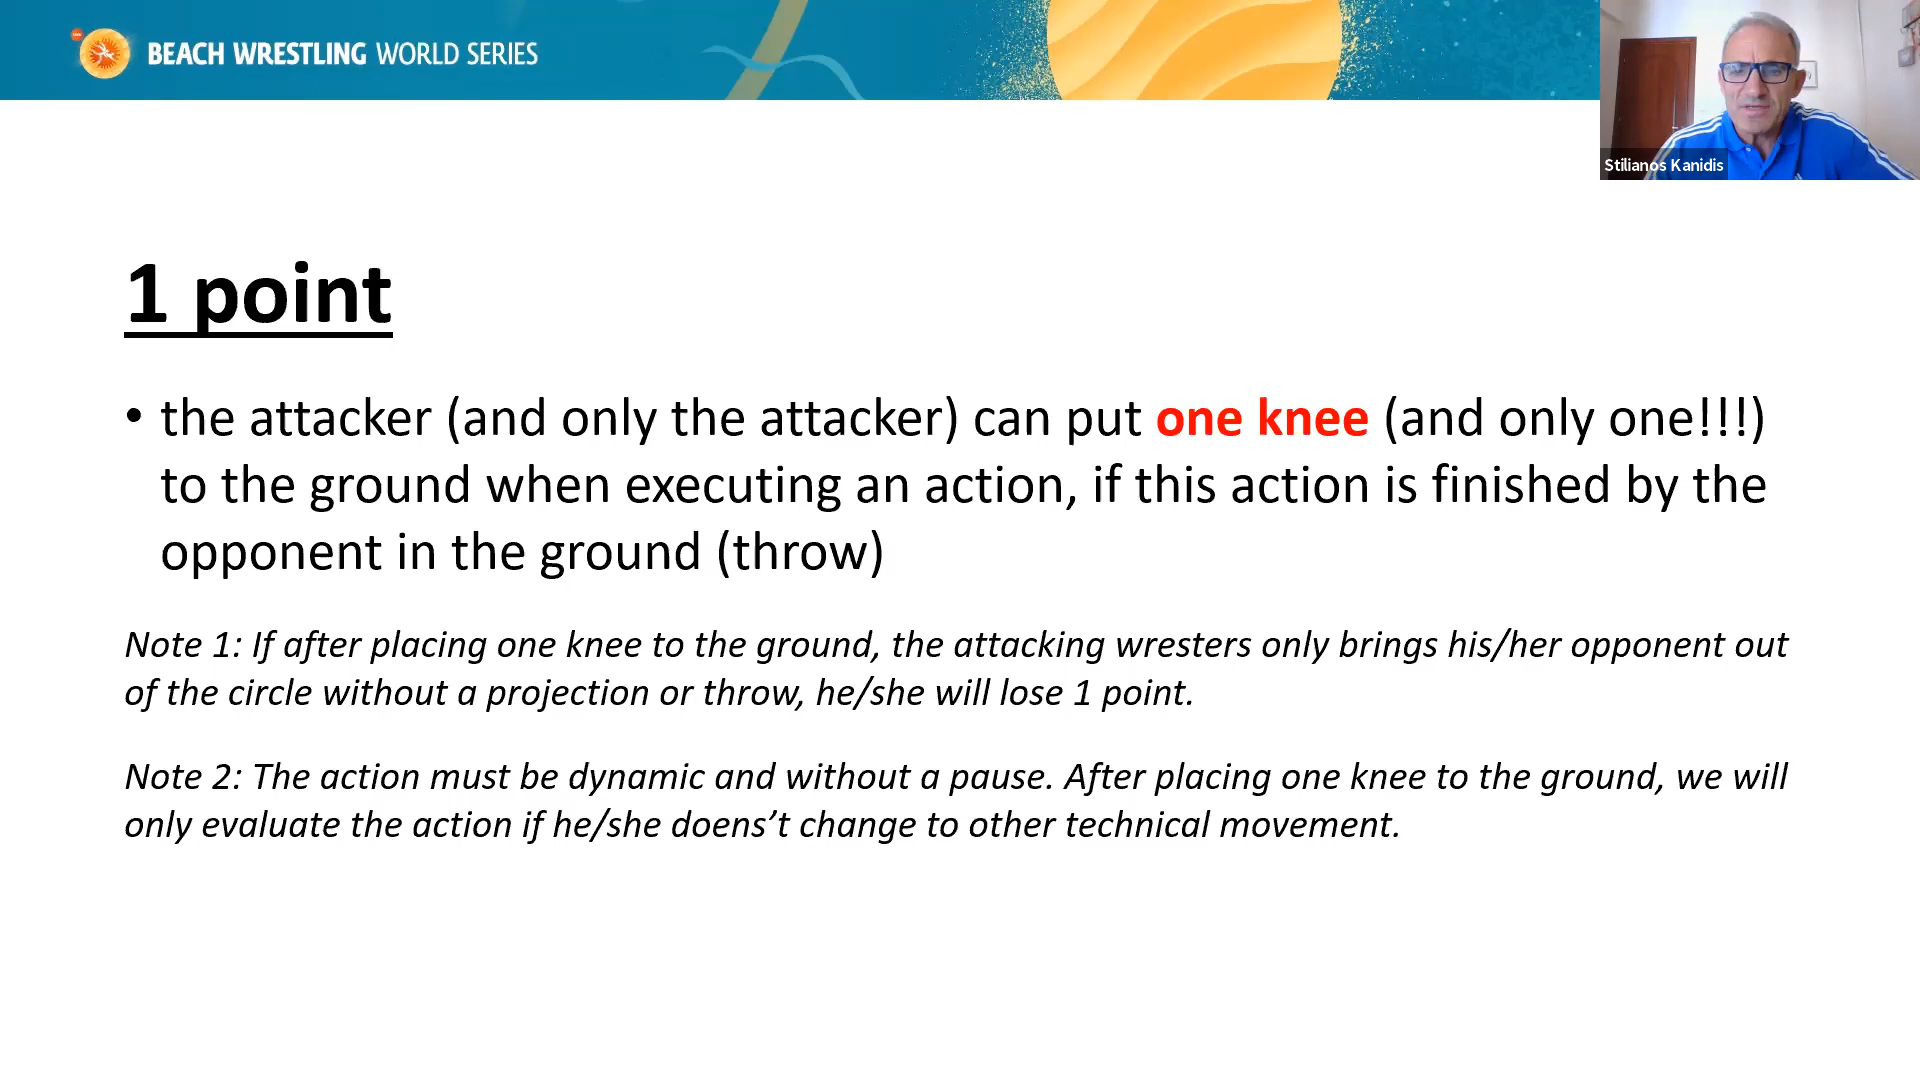 BEACH WRESTLING WORLD SERIES
Stilianos Kanidis
1 point
• the attacker (and only the attacker) can put one knee (and only one!!!)
to the ground when executing an action, if this action is finished by the
opponent in the ground (throw)
Note 1: If after placing one knee to the ground, the attacking wresters only brings his/her opponent out
of the circle without a projection or throw, he/she will lose 1 point.
Note 2: The action must be dynamic and without a pause. After placing one knee to the ground, we will
only evaluate the action if he/she doens’t change to other technical movement.